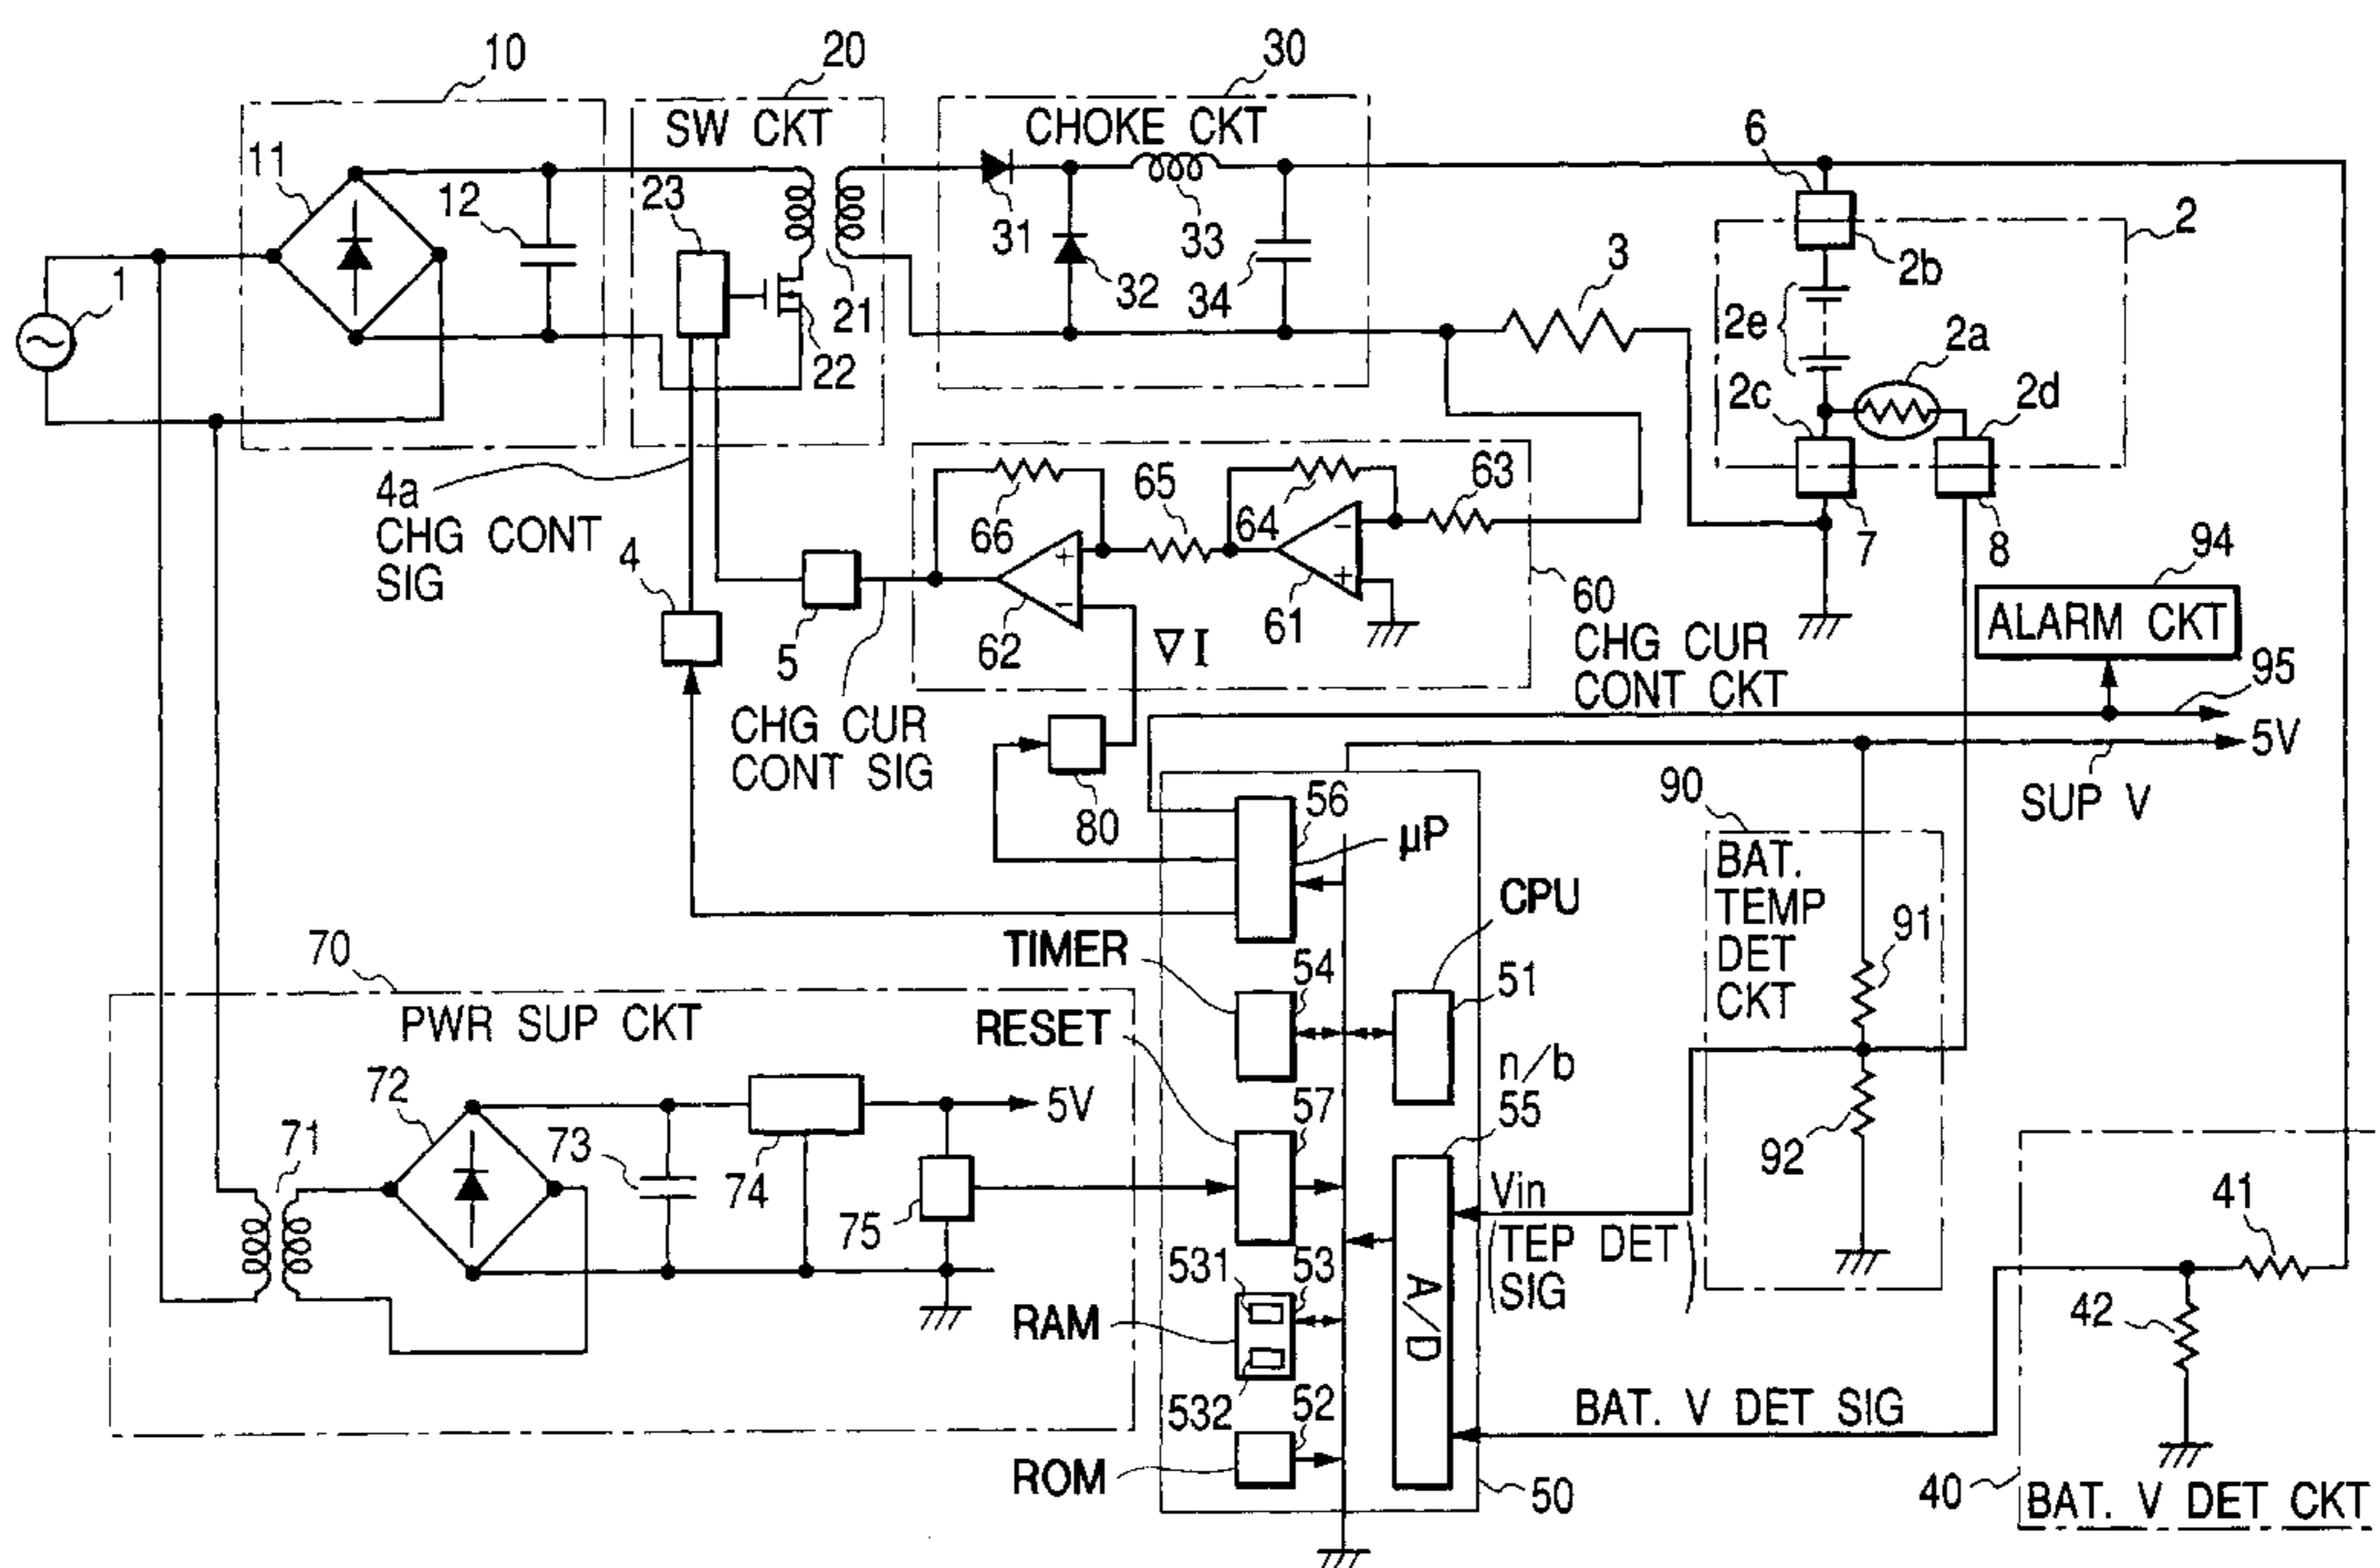 10
20
30
SW CKT
CHOKE CKT
6
11
12
23
31
33
3
2
1
32
34
2b
21
22
2e
2a
2c
2d
4a
CHG CONT
SIG
66
65
64
63
7
8
94
4
5
62
61
60
CHG CUR
CONT CKT
ALARM CKT
+
−
−
+
∇I
95
CHG CUR
CONT SIG
5V
SUP V
80
56
µP
90
BAT.
TEMP
DET
CKT
91
CPU
TIMER
54
51
70
PWR SUP CKT
RESET
n/b
72
5V
57
55
92
71
73
74
75
Vin
(TEP DET
SIG)
41
531
53
A/D
RAM
42
532
52
BAT. V DET SIG
ROM
50
40
BAT. V DET CKT